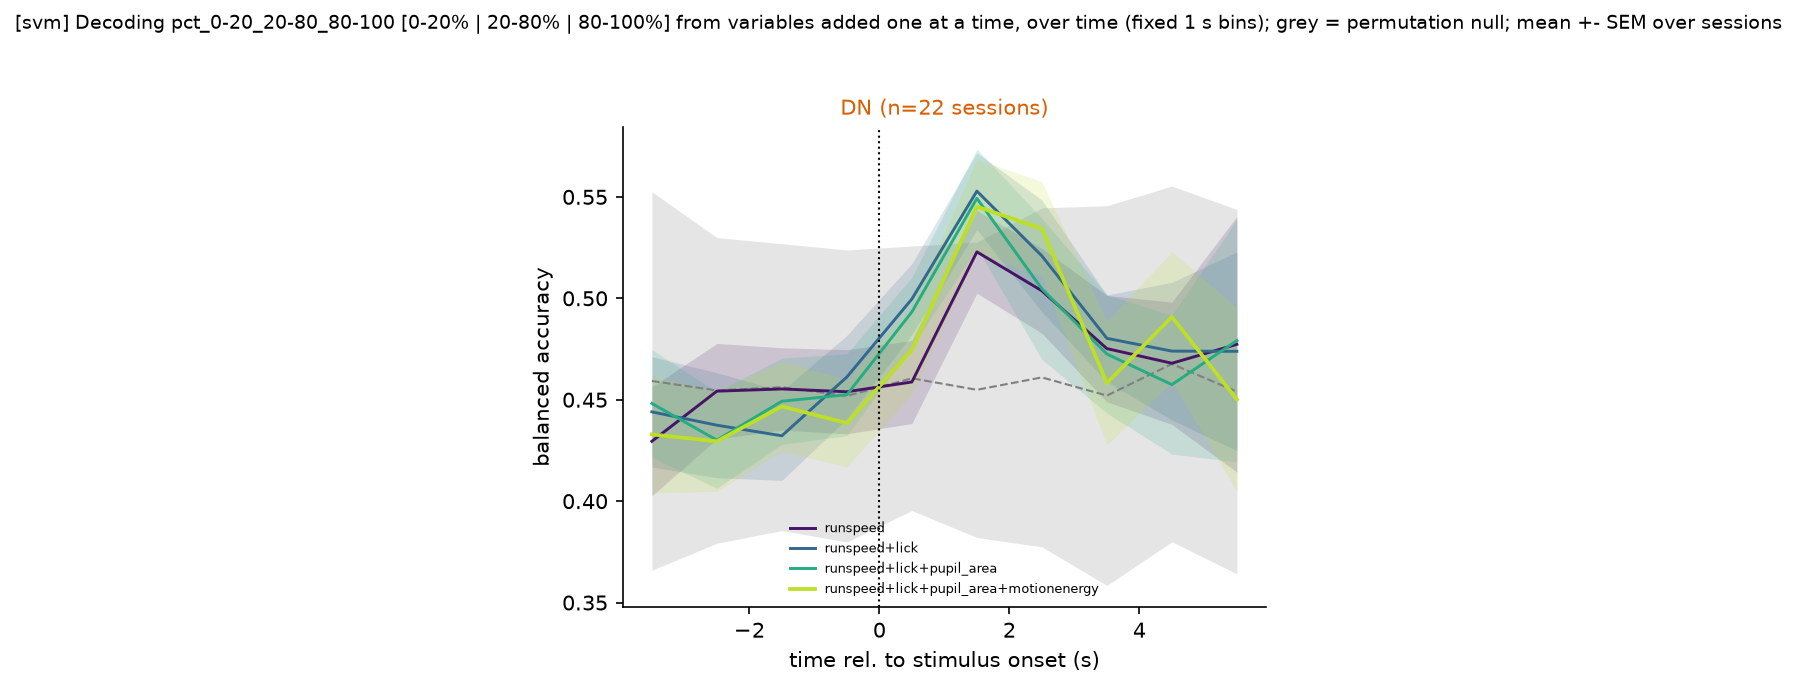 [svm] Decoding pct_0-20_20-80_80-100 [0-20% | 20-80% | 80-100%] from variables added one at a time, over time (fixed 1 s bins); grey = permutation null; mean +- SEM over sessions
DN (n=22 sessions)
balanced accuracy
0.55
0.50
0.45
0.40
0.35
runspeed
runspeed+lick
runspeed+lick+pupil_area
runspeed+lick+pupil_area+motionenergy
−2
0
2
4
time rel. to stimulus onset (s)